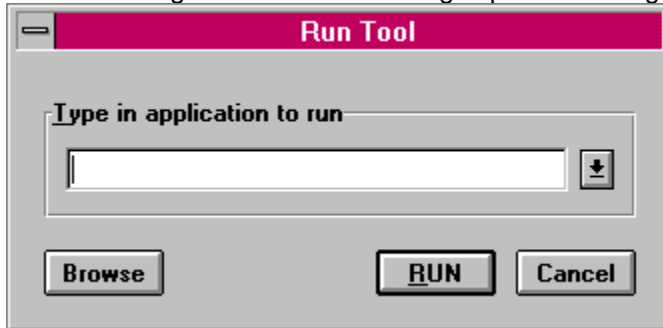 Run Tool
Type in application to run
Browse
RUN
Cancel